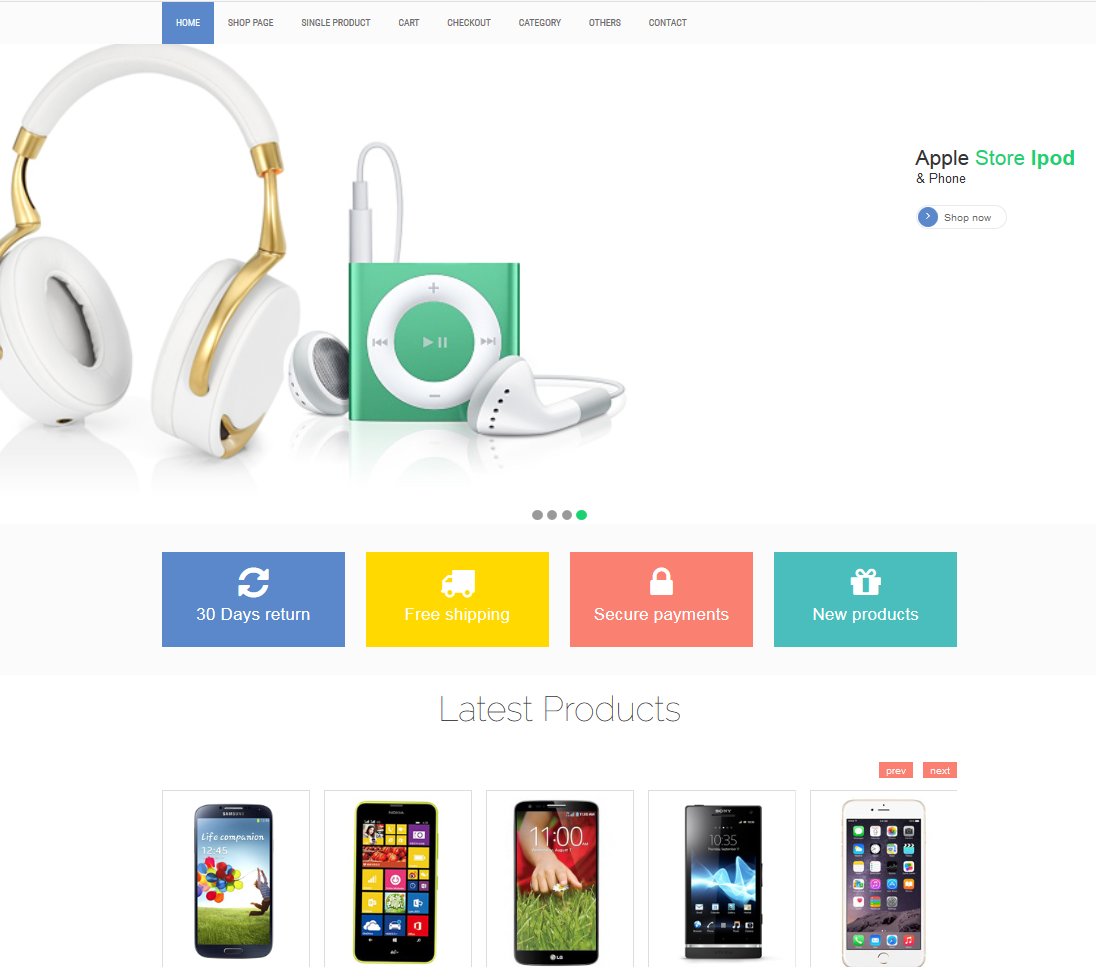 HOME SHOP PAGE SINGLE PRODUCT CART CHECKOUT CATEGORY OTHERS CONTACT
Apple Store Ipod
& Phone
Shop now
30 Days return
Free shipping
Secure payments
New products
Latest Products
prev next
SAMSUNG
Life companion
12:45
NOKIA
11:00
LG
SONY
10:35